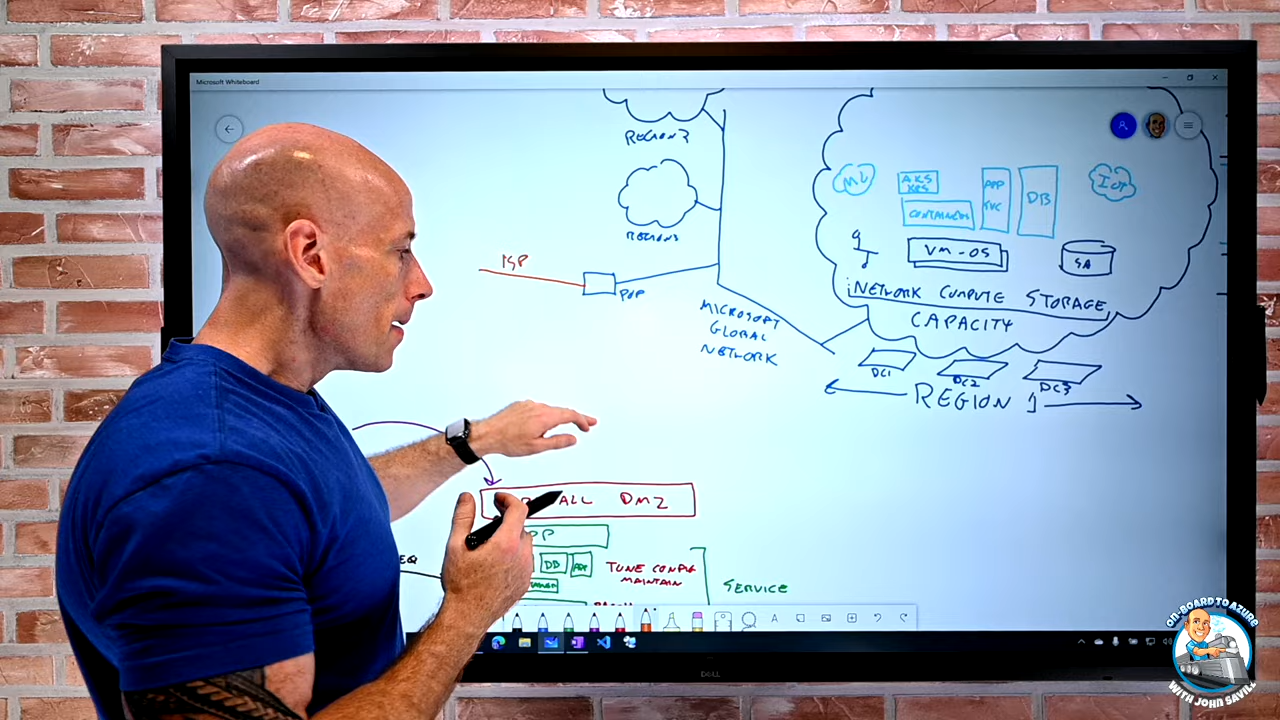 Microsoft Whiteboard
REGION 2
REGION3
ISP
POP
MICROSOFT
GLOBAL
NETWORK
ML
AKS
K8S
CONTAINERS
APP
SVC
DB
IOT
VM-OS
SA
NETWORK COMPUTE STORAGE
CAPACITY
DC1
DC2
DC3
REGION 1
ALL DMZ
DB
TUNE CONFIG
MAINTAIN
SERVICE
DELL
ON-BOARD TO AZURE
WITH JOHN SAVILL